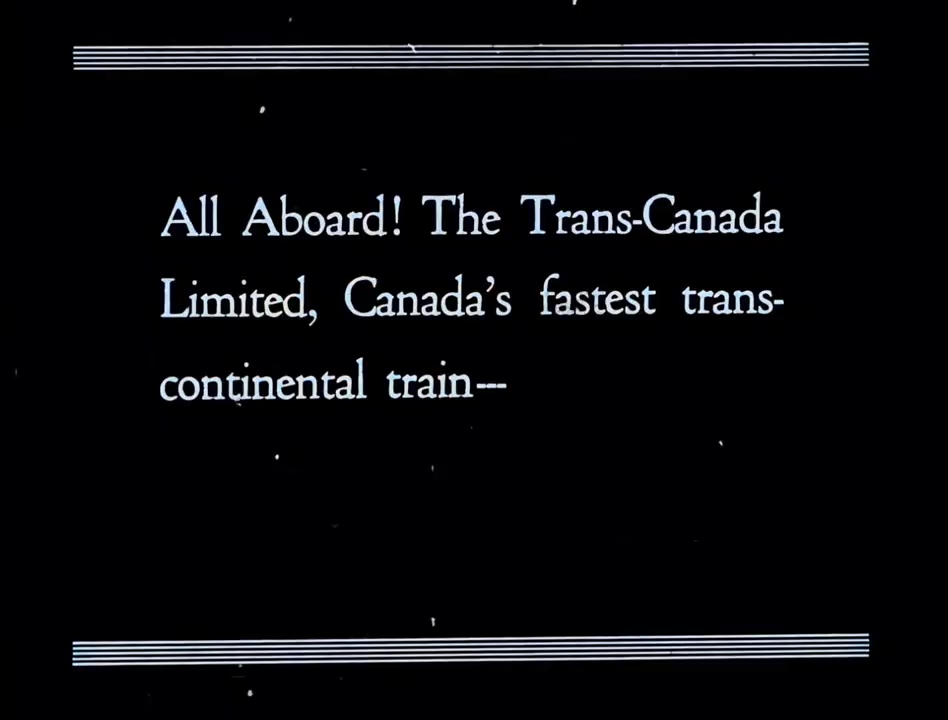 All Aboard! The Trans-Canada
Limited, Canada's fastest trans-
continental train---